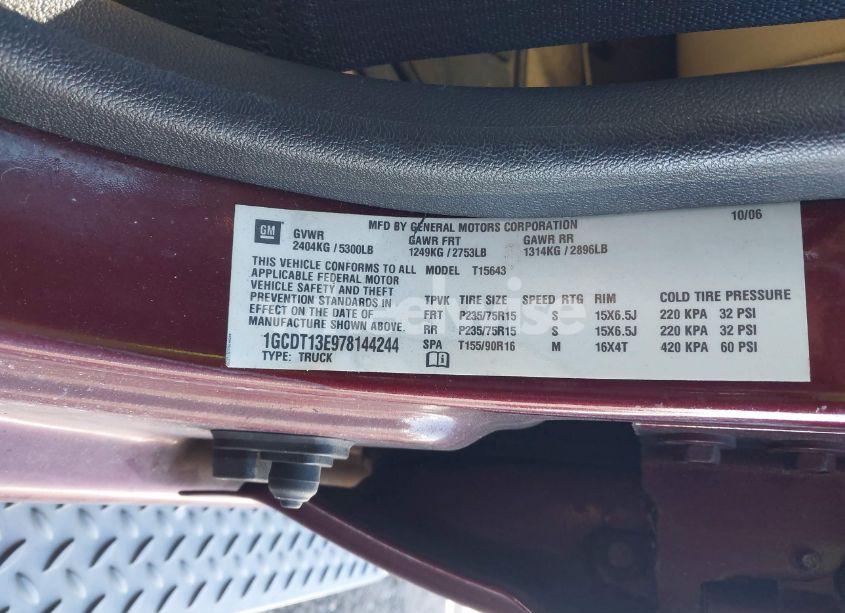 MFD BY GENERAL MOTORS CORPORATION 10/06
GM GVWR GAWR FRT GAWR RR
2404KG / 5300LB 1249KG / 2753LB 1314KG / 2896LB
THIS VEHICLE CONFORMS TO ALL MODEL T15643
APPLICABLE FEDERAL MOTOR
VEHICLE SAFETY AND THEFT
PREVENTION STANDARDS IN TPVK TIRE SIZE SPEED RTG RIM COLD TIRE PRESSURE
EFFECT ON THE DATE OF FRT P235/75R15 S 15X6.5J 220 KPA 32 PSI
MANUFACTURE SHOWN ABOVE. RR P235/75R15 S 15X6.5J 220 KPA 32 PSI
1GCDT13E978144244 SPA T155/90R16 M 16X4T 420 KPA 60 PSI
TYPE: TRUCK